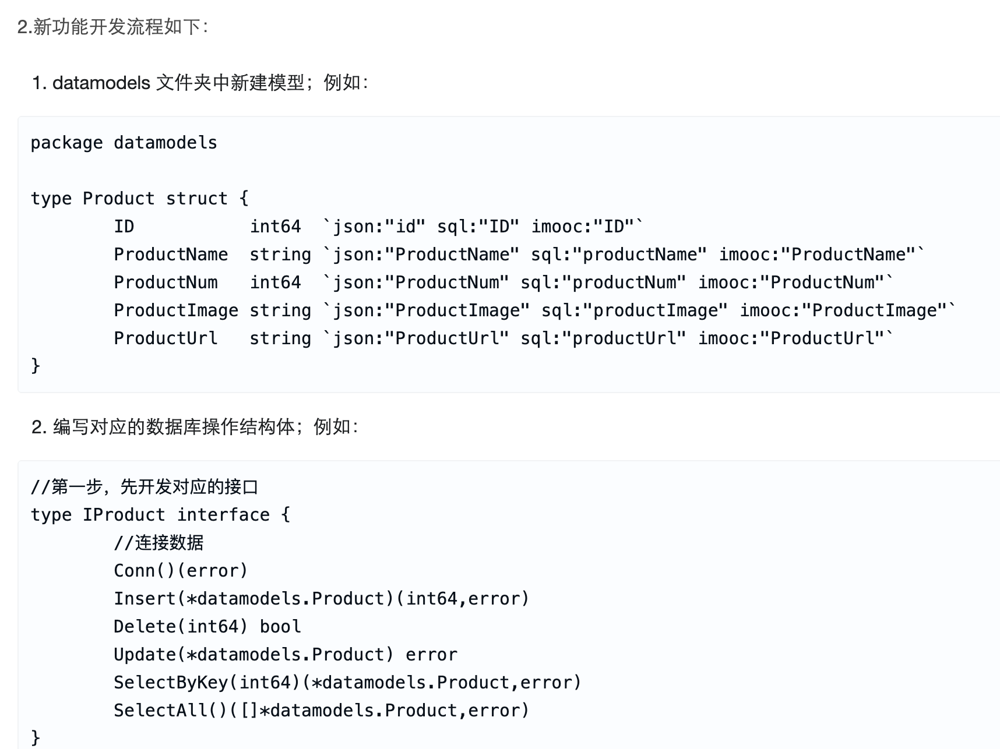 2.新功能开发流程如下：
1. datamodels 文件夹中新建模型；例如：
package datamodels
type Product struct {
ID int64 `json:"id" sql:"ID" imooc:"ID"`
ProductName string `json:"ProductName" sql:"productName" imooc:"ProductName"`
ProductNum int64 `json:"ProductNum" sql:"productNum" imooc:"ProductNum"`
ProductImage string `json:"ProductImage" sql:"productImage" imooc:"ProductImage"`
ProductUrl string `json:"ProductUrl" sql:"productUrl" imooc:"ProductUrl"`
}
2. 编写对应的数据库操作结构体；例如：
//第一步，先开发对应的接口
type IProduct interface {
//连接数据
Conn()(error)
Insert(*datamodels.Product)(int64,error)
Delete(int64) bool
Update(*datamodels.Product) error
SelectByKey(int64)(*datamodels.Product,error)
SelectAll()([]*datamodels.Product,error)
}